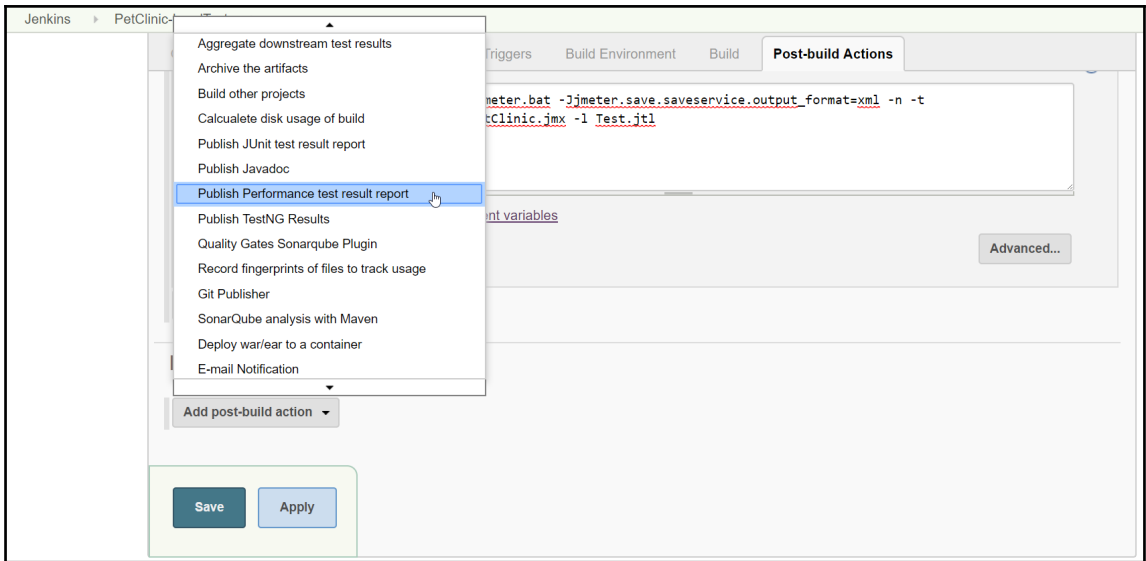 Jenkins PetClinic-
Aggregate downstream test results
Archive the artifacts
Build other projects
Calcualete disk usage of build
Publish JUnit test result report
Publish Javadoc
Publish Performance test result report
Publish TestNG Results
Quality Gates Sonarqube Plugin
Record fingerprints of files to track usage
Git Publisher
SonarQube analysis with Maven
Deploy war/ear to a container
E-mail Notification
Triggers Build Environment Build Post-build Actions
meter.bat -Jjmeter.save.saveservice.output_format=xml -n -t
tClinic.jmx -l Test.jtl
nt variables
Advanced...
Add post-build action
Save Apply